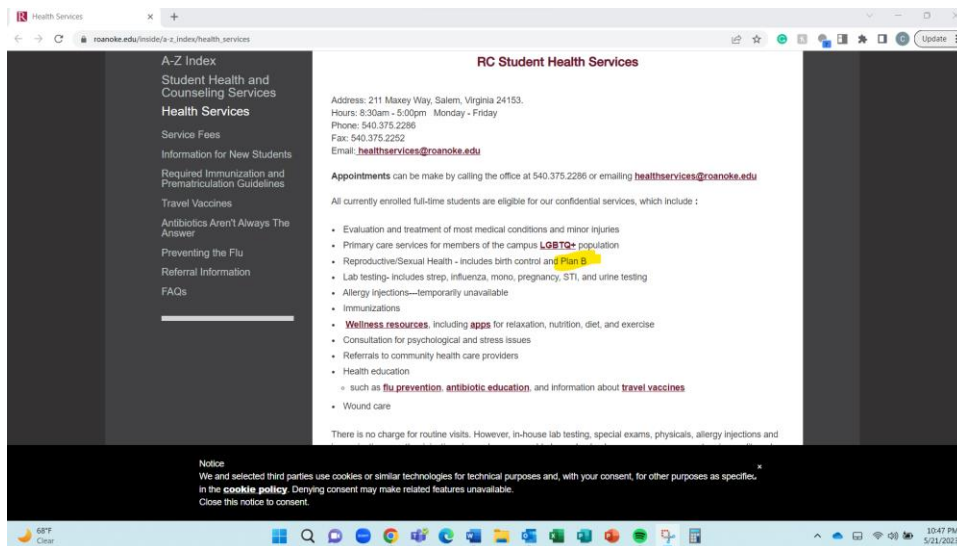 Health Services
roanoke.edu/inside/a-z_index/health_services
Update
A-Z Index
Student Health and
Counseling Services
Health Services
Service Fees
Information for New Students
Required Immunization and
Prematriculation Guidelines
Travel Vaccines
Antibiotics Aren't Always The
Answer
Preventing the Flu
Referral Information
FAQs
RC Student Health Services
Address: 211 Maxey Way, Salem, Virginia 24153.
Hours: 8:30am - 5:00pm Monday - Friday
Phone: 540.375.2286
Fax: 540.375.2252
Email: healthservices@roanoke.edu
Appointments can be make by calling the office at 540.375.2286 or emailing healthservices@roanoke.edu
All currently enrolled full-time students are eligible for our confidential services, which include :
• Evaluation and treatment of most medical conditions and minor injuries
• Primary care services for members of the campus LGBTQ+ population
• Reproductive/Sexual Health - includes birth control and Plan B
• Lab testing- includes strep, influenza, mono, pregnancy, STI, and urine testing
• Allergy injections—temporarily unavailable
• Immunizations
• Wellness resources, including apps for relaxation, nutrition, diet, and exercise
• Consultation for psychological and stress issues
• Referrals to community health care providers
• Health education
◦ such as flu prevention, antibiotic education, and information about travel vaccines
• Wound care
There is no charge for routine visits. However, in-house lab testing, special exams, physicals, allergy injections and
Notice
We and selected third parties use cookies or similar technologies for technical purposes and, with your consent, for other purposes as specified
in the cookie policy. Denying consent may make related features unavailable.
Close this notice to consent.
68°F
Clear
10:47 PM